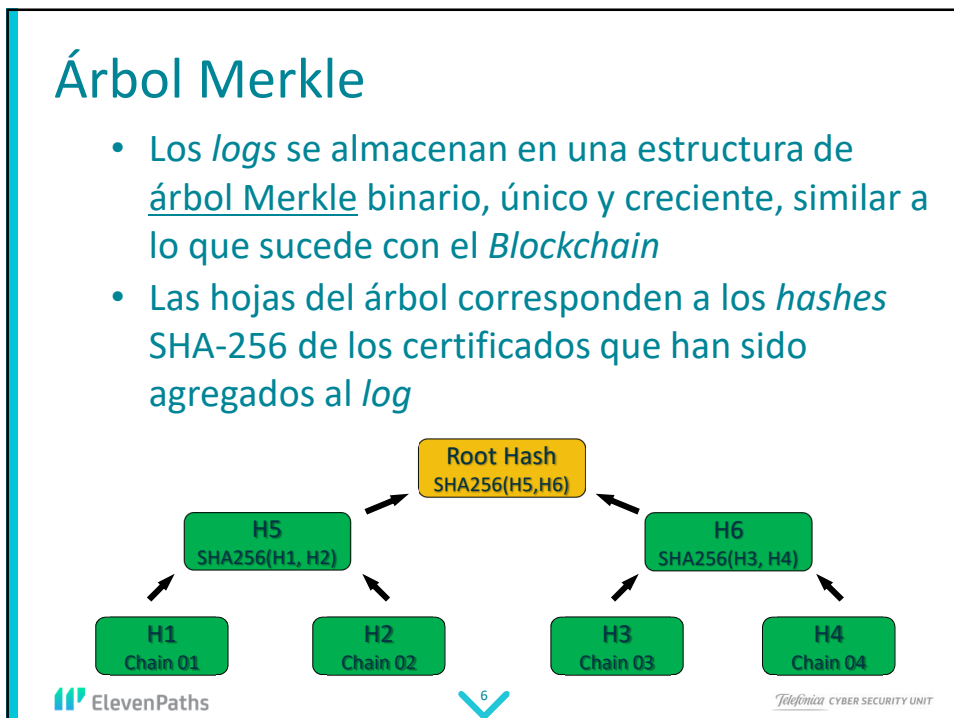 Árbol Merkle
• Los logs se almacenan en una estructura de
árbol Merkle binario, único y creciente, similar a
lo que sucede con el Blockchain
• Las hojas del árbol corresponden a los hashes
SHA-256 de los certificados que han sido
agregados al log
Root Hash
SHA256(H5,H6)
H5
SHA256(H1, H2)
H6
SHA256(H3, H4)
H1
Chain 01
H2
Chain 02
H3
Chain 03
H4
Chain 04
ElevenPaths
6
Telefónica CYBER SECURITY UNIT